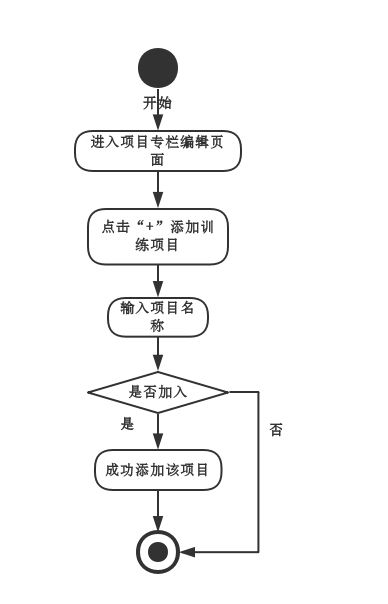 开始
进入项目专栏编辑页
面
点击“+”添加训
练项目
输入项目名
称
是否加入
是
否
成功添加该项目